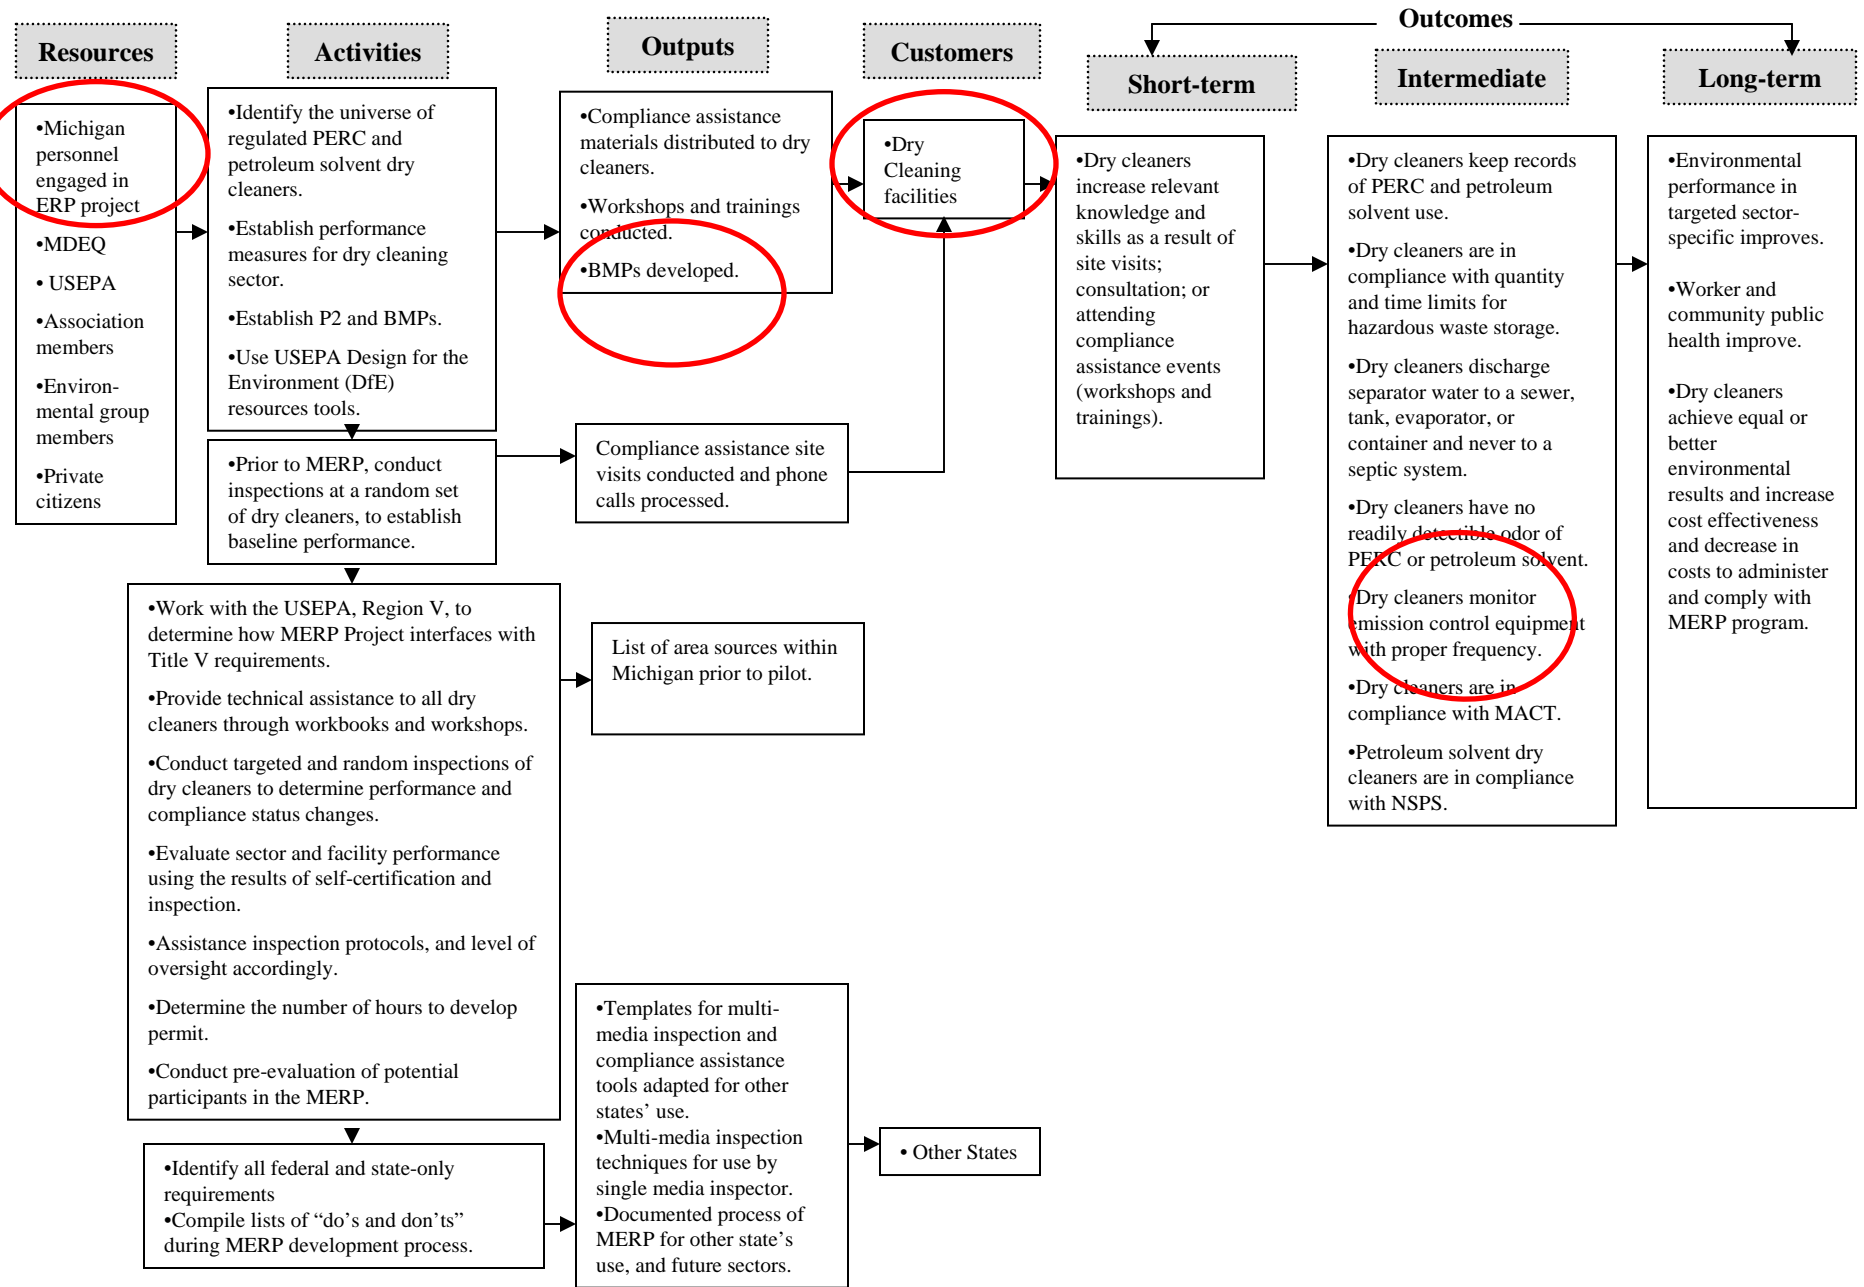 Outcomes
Resources
Activities
Outputs
Customers
Short-term
Intermediate
Long-term
•Michigan
personnel
engaged in
ERP project
•MDEQ
• USEPA
•Association
members
•Environ-
mental group
members
•Private
citizens
•Identify the universe of
regulated PERC and
petroleum solvent dry
cleaners.
•Establish performance
measures for dry cleaning
sector.
•Establish P2 and BMPs.
•Use USEPA Design for the
Environment (DfE)
resources tools.
•Prior to MERP, conduct
inspections at a random set
of dry cleaners, to establish
baseline performance.
•Work with the USEPA, Region V, to
determine how MERP Project interfaces with
Title V requirements.
•Provide technical assistance to all dry
cleaners through workbooks and workshops.
•Conduct targeted and random inspections of
dry cleaners to determine performance and
compliance status changes.
•Evaluate sector and facility performance
using the results of self-certification and
inspection.
•Assistance inspection protocols, and level of
oversight accordingly.
•Determine the number of hours to develop
permit.
•Conduct pre-evaluation of potential
participants in the MERP.
•Identify all federal and state-only
requirements
•Compile lists of “do’s and don’ts”
during MERP development process.
•Compliance assistance
materials distributed to dry
cleaners.
•Workshops and trainings
conducted.
•BMPs developed.
Compliance assistance site
visits conducted and phone
calls processed.
List of area sources within
Michigan prior to pilot.
•Templates for multi-
media inspection and
compliance assistance
tools adapted for other
states’ use.
•Multi-media inspection
techniques for use by
single media inspector.
•Documented process of
MERP for other state’s
use, and future sectors.
•Dry
Cleaning
facilities
• Other States
•Dry cleaners
increase relevant
knowledge and
skills as a result of
site visits;
consultation; or
attending
compliance
assistance events
(workshops and
trainings).
•Dry cleaners keep records
of PERC and petroleum
solvent use.
•Dry cleaners are in
compliance with quantity
and time limits for
hazardous waste storage.
•Dry cleaners discharge
separator water to a sewer,
tank, evaporator, or
container and never to a
septic system.
•Dry cleaners have no
readily detectible odor of
PERC or petroleum solvent.
•Dry cleaners monitor
emission control equipment
with proper frequency.
•Dry cleaners are in
compliance with MACT.
•Petroleum solvent dry
cleaners are in compliance
with NSPS.
•Environmental
performance in
targeted sector-
specific improves.
•Worker and
community public
health improve.
•Dry cleaners
achieve equal or
better
environmental
results and increase
cost effectiveness
and decrease in
costs to administer
and comply with
MERP program.